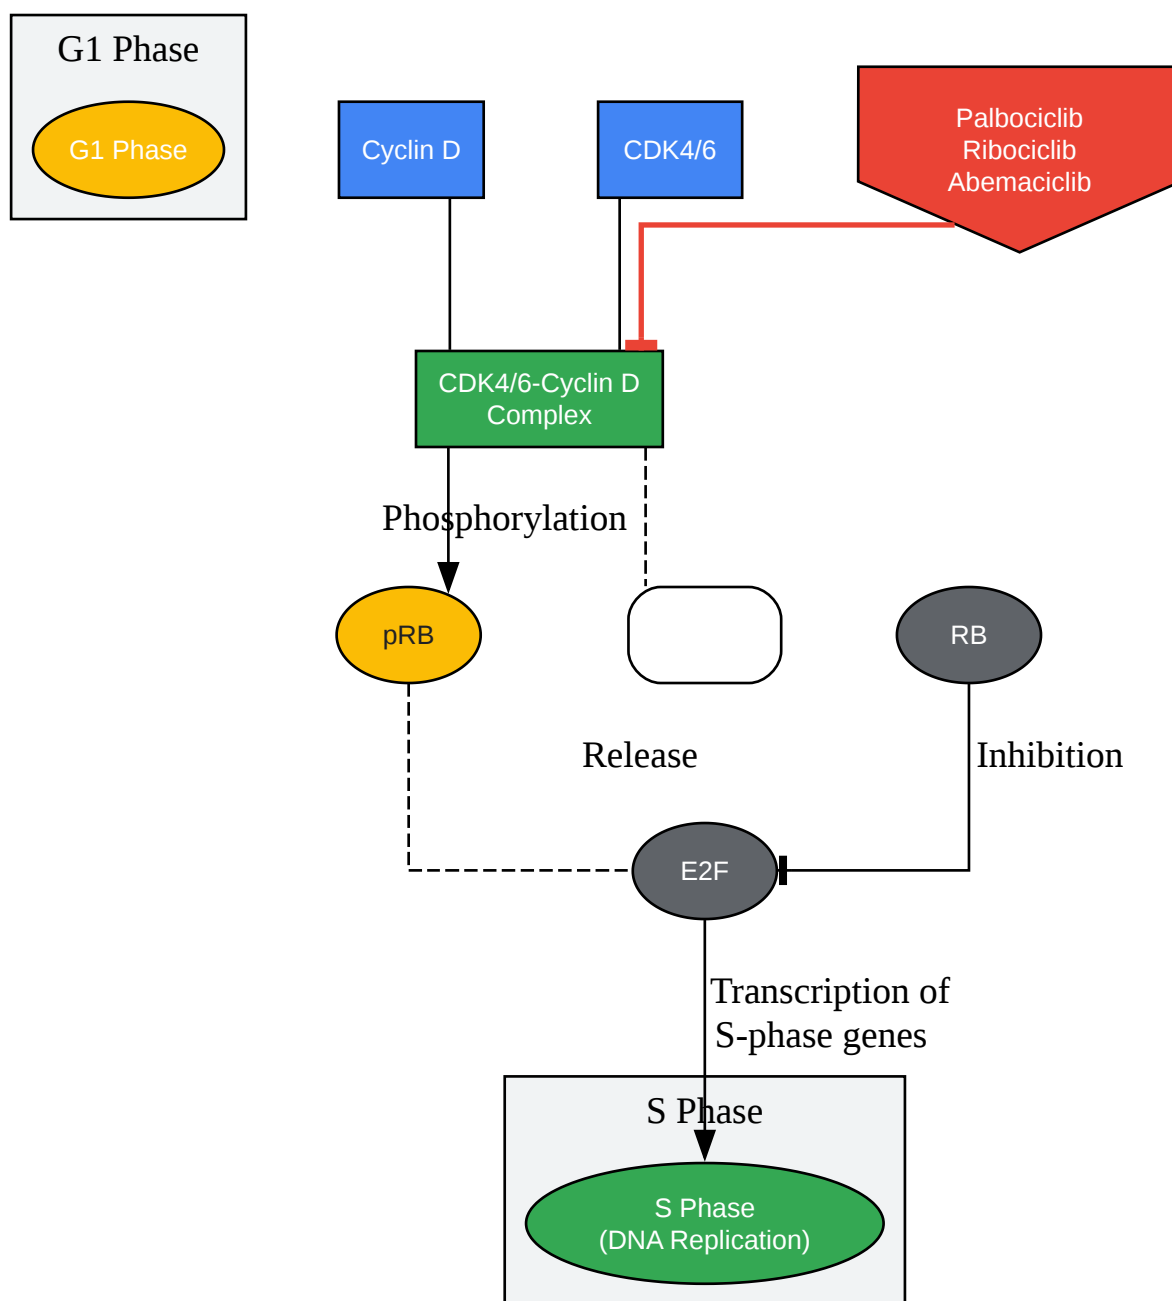 G1 Phase
G1 Phase
Cyclin D
CDK4/6
Palbociclib
Ribociclib
Abemaciclib
CDK4/6-Cyclin D
Complex
Phosphorylation
pRB
RB
Release
Inhibition
E2F
Transcription of
S-phase genes
S Phase
S Phase
(DNA Replication)